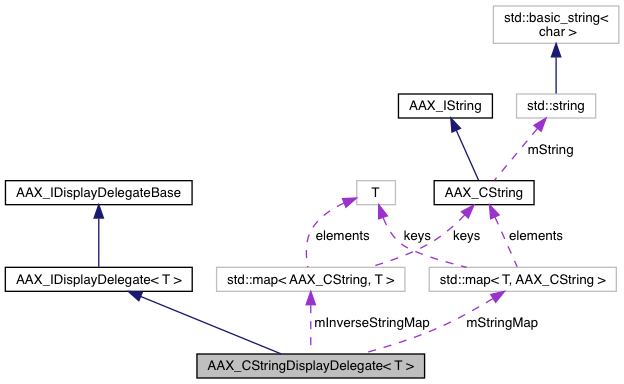 std::basic_string<
char >
AAX_IString
std::string
mString
AAX_IDisplayDelegateBase
T
AAX_CString
elements
keys
keys
elements
AAX_IDisplayDelegate< T >
std::map< AAX_CString, T >
std::map< T, AAX_CString >
mInverseStringMap
mStringMap
AAX_CStringDisplayDelegate< T >